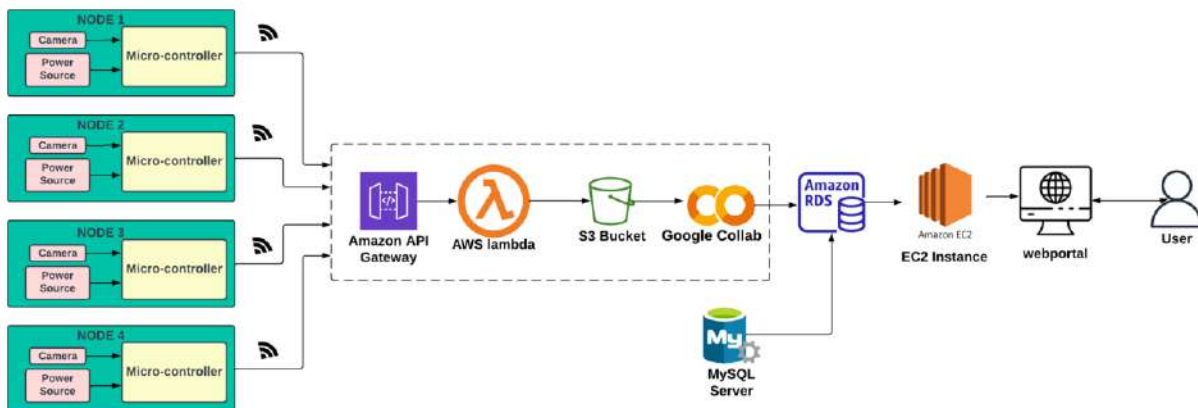 NODE 1
Camera
Power
Source
Micro-controller
NODE 2
Camera
Power
Source
Micro-controller
NODE 3
Camera
Power
Source
Micro-controller
NODE 4
Camera
Power
Source
Micro-controller
Amazon API
Gateway
AWS lambda
S3 Bucket
Google Collab
Amazon
RDS
Amazon EC2
EC2 Instance
webportal
User
My
MySQL
Server